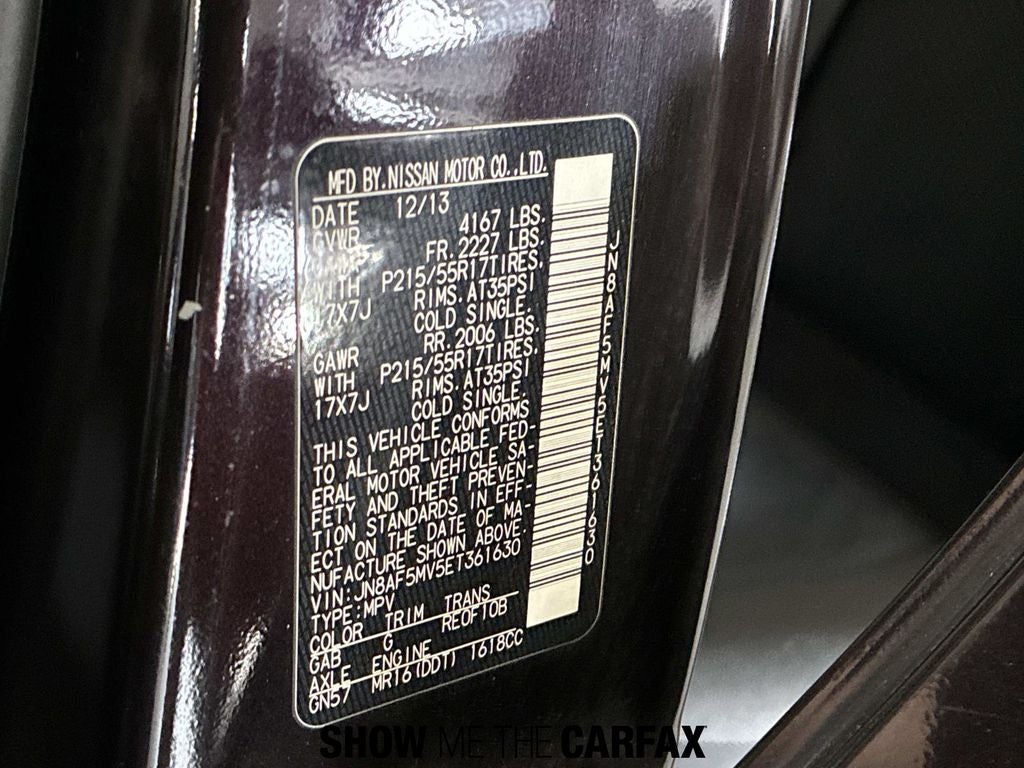 MFD BY.NISSAN MOTOR CO.,LTD.
DATE 12/13
GVWR 4167 LBS.
GAWR FR.2227 LBS.
WITH P215/55R17TIRES,
17X7J RIMS.AT35PSI
COLD SINGLE.
GAWR RR.2006 LBS.
WITH P215/55R17TIRES,
17X7J RIMS.AT35PSI
COLD SINGLE.
THIS VEHICLE CONFORMS
TO ALL APPLICABLE FED-
ERAL MOTOR VEHICLE SA-
FETY AND THEFT PREVEN-
TION STANDARDS IN EFF-
ECT ON THE DATE OF MA-
NUFACTURE SHOWN ABOVE.
VIN:JN8AF5MV5ET361630
TYPE:MPV
COLOR TRIM TRANS
GAB G RE0F10B
AXLE ENGINE
GN57 MR16(DDT) 1618CC
JN8AF5MV5ET361630
SHOW ME THE CARFAX